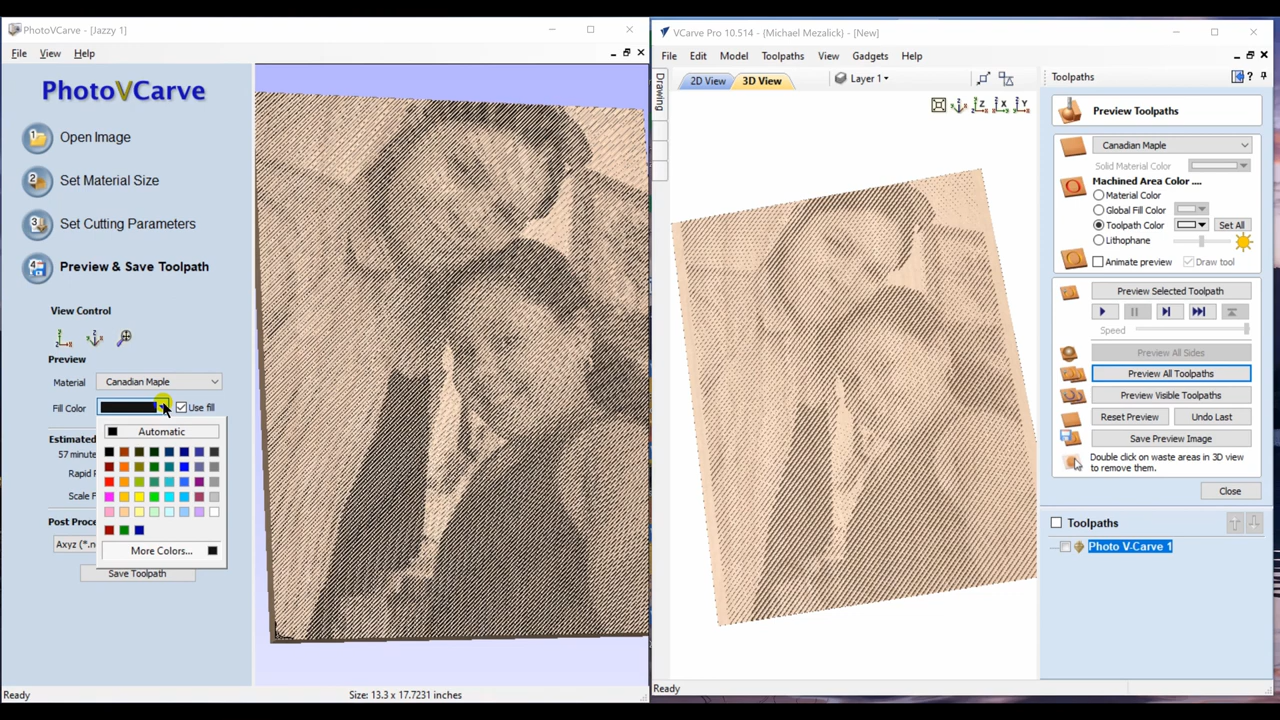 PhotoVCarve - [Jazzy 1]
File View Help
PhotoVCarve
Open Image
Set Material Size
Set Cutting Parameters
Preview & Save Toolpath
View Control
Preview
Material Canadian Maple
Fill Color Use fill
Automatic
Estimated
57 minute
Rapid F
Scale F
Post Proce
Axyz (*.n
More Colors...
Save Toolpath
Ready Size: 13.3 x 17.7231 inches
VCarve Pro 10.514 - {Michael Mezalick} - [New]
File Edit Model Toolpaths View Gadgets Help
Drawing
2D View 3D View Layer 1
Z X Y
Ready
Toolpaths
Preview Toolpaths
Canadian Maple
Solid Material Color
Machined Area Color ....
Material Color
Global Fill Color
Toolpath Color Set All
Lithophane
Animate preview Draw tool
Preview Selected Toolpath
Speed
Preview All Sides
Preview All Toolpaths
Preview Visible Toolpaths
Reset Preview Undo Last
Save Preview Image
Double click on waste areas in 3D view
to remove them.
Close
Toolpaths
Photo V-Carve 1